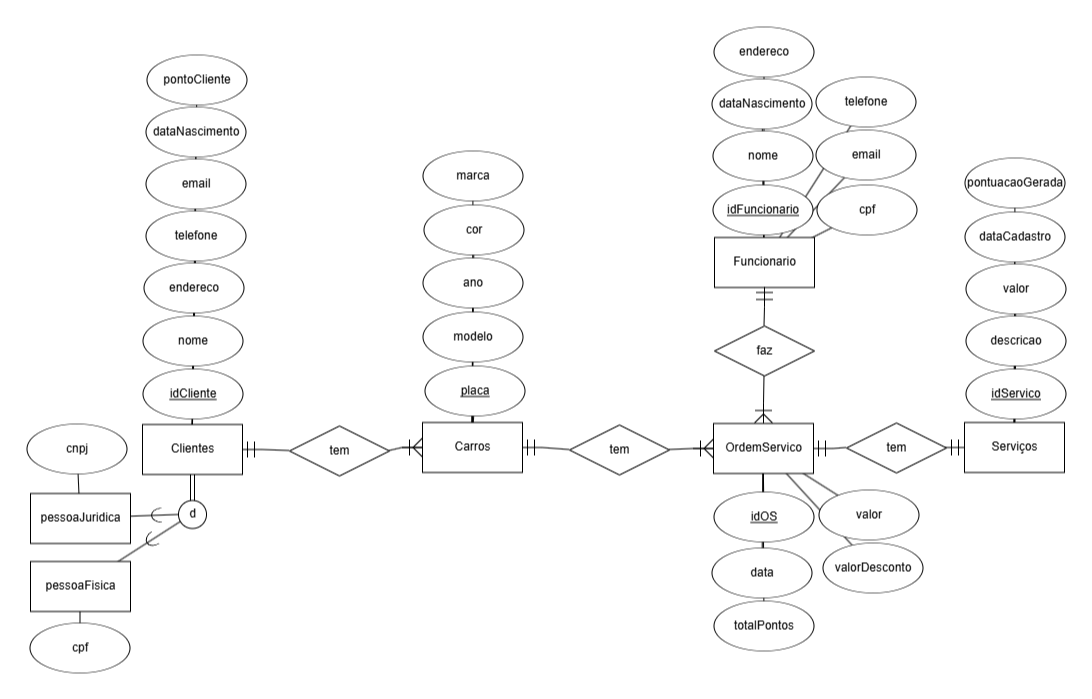 pontoCliente
dataNascimento
email
telefone
endereco
nome
idCliente
Clientes
cnpj
pessoaJuridica
d
pessoaFisica
cpf
tem
marca
cor
ano
modelo
placa
Carros
tem
endereco
dataNascimento
telefone
nome
email
idFuncionario
cpf
Funcionario
faz
OrdemServico
idOS
valor
data
valorDesconto
totalPontos
tem
pontuacaoGerada
dataCadastro
valor
descricao
idServico
Serviços